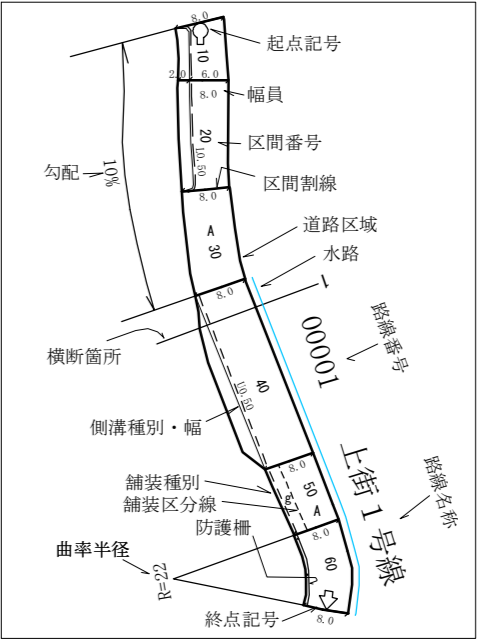 8.0
起点記号
10
2.0
6.0
8.0
幅員
20
L0.50
区間番号
区間割線
勾配
10%
8.0
A
30
道路区域
水路
8.0
1
横断箇所
00001
路線番号
40
U0.50
側溝種別・幅
8.0
舗装種別
舗装区分線
g
50
A
上街1号線
路線名称
防護柵
8.0
曲率半径
R=22
60
終点記号
8.0